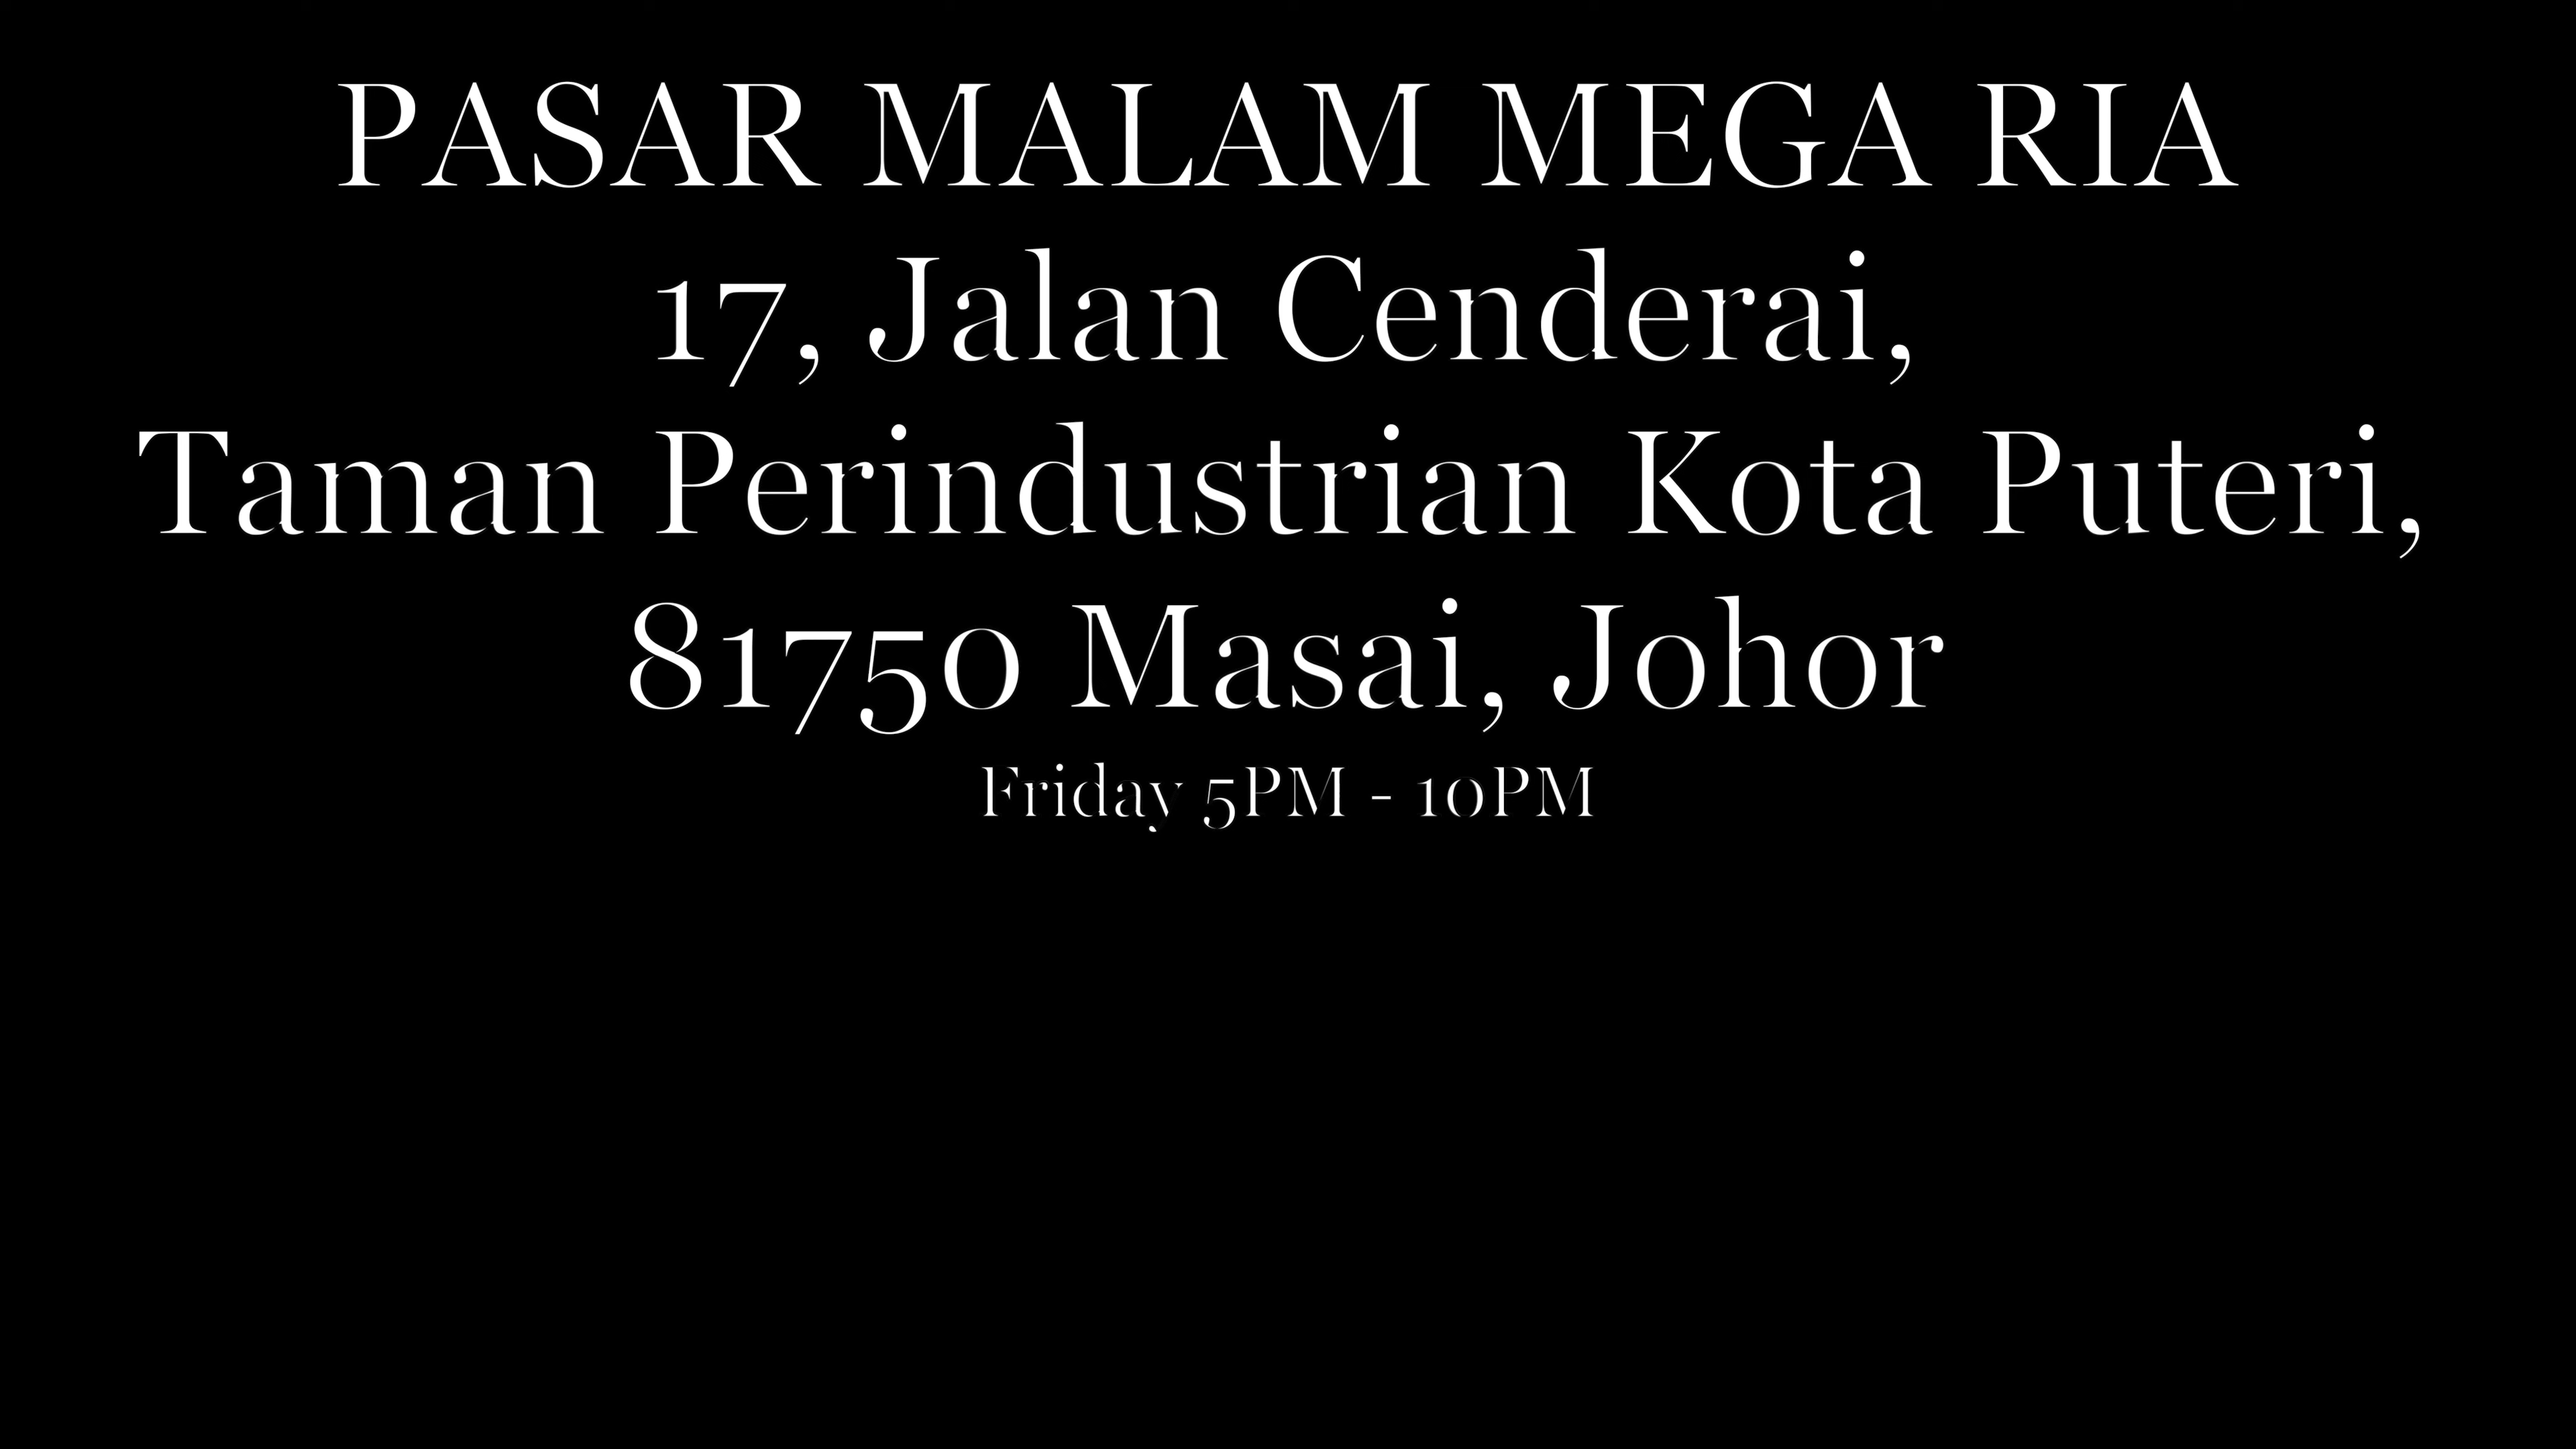 PASAR MALAM MEGA RIA
17, Jalan Cenderai,
Taman Perindustrian Kota Puteri,
81750 Masai, Johor
Friday 5PM - 10PM